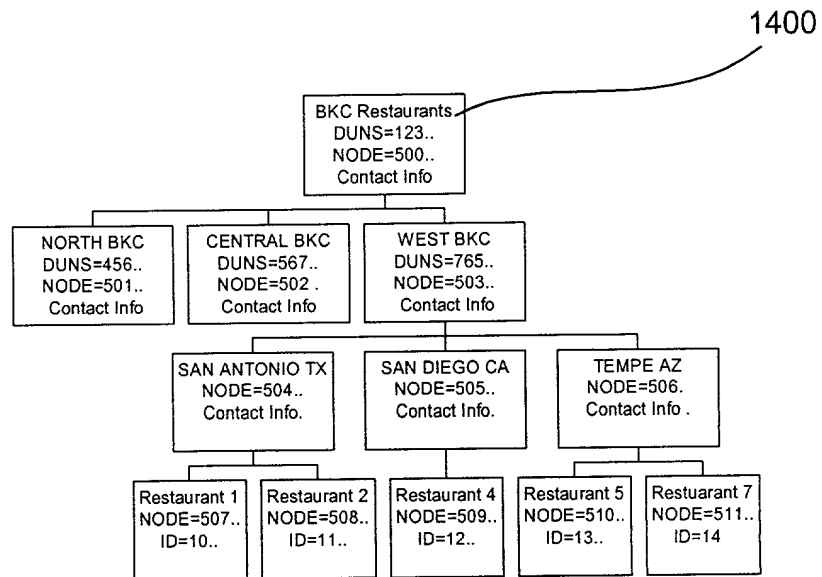 1400
BKC Restaurants
DUNS=123..
NODE=500..
Contact Info
NORTH BKC
DUNS=456..
NODE=501..
Contact Info
CENTRAL BKC
DUNS=567..
NODE=502 .
Contact Info
WEST BKC
DUNS=765..
NODE=503..
Contact Info
SAN ANTONIO TX
NODE=504..
Contact Info.
SAN DIEGO CA
NODE=505..
Contact Info.
TEMPE AZ
NODE=506.
Contact Info .
Restaurant 1
NODE=507..
ID=10..
Restaurant 2
NODE=508..
ID=11..
Restaurant 4
NODE=509..
ID=12..
Restaurant 5
NODE=510..
ID=13..
Restuarant 7
NODE=511..
ID=14